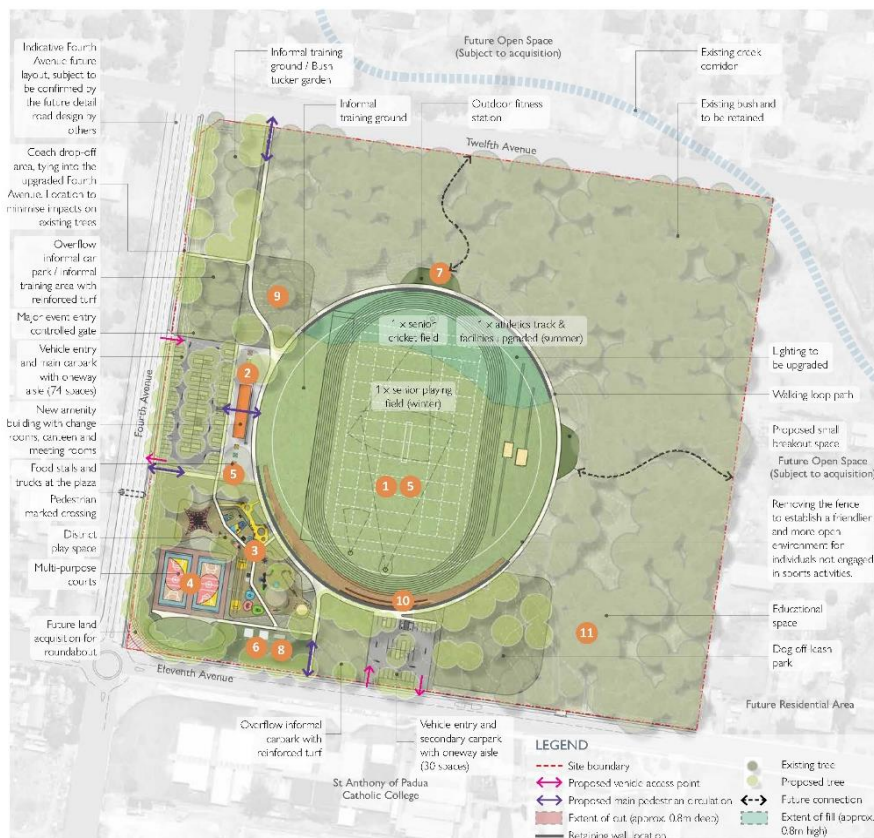 Indicative Fourth
Avenue future
layout, subject to
be confirmed by
the future detail
road design by
others
Coach drop-off
area, tying into the
upgraded Fourth
Avenue. Location to
minimise impacts on
existing trees
Overflow
informal car
park / informal
training area with
reinforced turf
Major event entry
controlled gate
Vehicle entry
and main carpark
with oneway
aisle (74 spaces)
New amenity
building with change
rooms, canteen and
meeting rooms
Food stalls and
trucks at the plaza
Pedestrian
marked crossing
District
play space
Multi-purpose
courts
Future land
acquisition for
roundabout
Informal training
ground / Bush
tucker garden
Informal
training ground
Future Open Space
(Subject to acquisition)
Outdoor fitness
station
Existing creek
corridor
Existing bushland
to be retained
Twelfth Avenue
Fourth Avenue
Eleventh Avenue
7
9
2
5
3
4
6
8
1
5
10
11
1 x senior
cricket field
1 x athletics track &
facilities upgraded (summer)
1 x senior playing
field (winter)
Lighting to
be upgraded
Walking loop path
Proposed small
breakout space
Future Open Space
(Subject to acquisition)
Removing the fence
to establish a friendlier
and more open
environment for
individuals not engaged
in sports activities.
Educational
space
Dog off-leash
park
Future Residential Area
Overflow informal
carpark with
reinforced turf
Vehicle entry and
secondary carpark
with oneway aisle
(30 spaces)
St Anthony of Padua
Catholic College
LEGEND
Site boundary
Proposed vehicle access point
Proposed main pedestrian circulation
Extent of cut (approx. 0.8m deep)
Retaining wall location
Existing tree
Proposed tree
Future connection
Extent of fill (approx.
0.8m high)